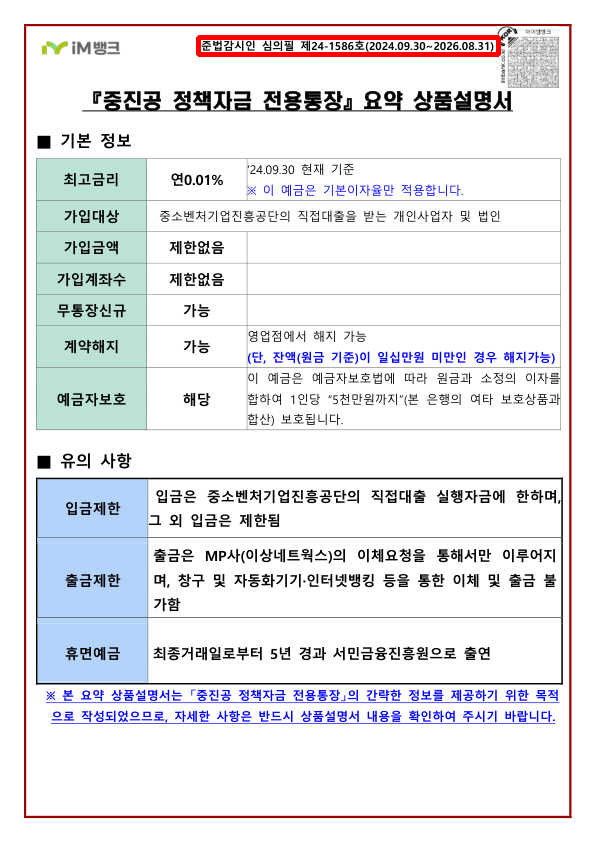 iM뱅크
준법감시인 심의필 제24-1586호(2024.09.30~2026.08.31)
아이엠뱅크
imbank.co.kr
『중진공 정책자금 전용통장』 요약 상품설명서
■ 기본 정보
최고금리
연0.01%
'24.09.30 현재 기준
※ 이 예금은 기본이자율만 적용합니다.
가입대상
중소벤처기업진흥공단의 직접대출을 받는 개인사업자 및 법인
가입금액
제한없음
가입계좌수
제한없음
무통장신규
가능
계약해지
가능
영업점에서 해지 가능
(단, 잔액(원금 기준)이 일십만원 미만인 경우 해지가능)
예금자보호
해당
이 예금은 예금자보호법에 따라 원금과 소정의 이자를
합하여 1인당 "5천만원까지"(본 은행의 여타 보호상품과
합산) 보호됩니다.
■ 유의 사항
입금제한
입금은 중소벤처기업진흥공단의 직접대출 실행자금에 한하며,
그 외 입금은 제한됨
출금제한
출금은 MP사(이상네트웍스)의 이체요청을 통해서만 이루어지
며, 창구 및 자동화기기·인터넷뱅킹 등을 통한 이체 및 출금 불
가함
휴면예금
최종거래일로부터 5년 경과 서민금융진흥원으로 출연
※ 본 요약 상품설명서는 「중진공 정책자금 전용통장」의 간략한 정보를 제공하기 위한 목적
으로 작성되었으므로, 자세한 사항은 반드시 상품설명서 내용을 확인하여 주시기 바랍니다.